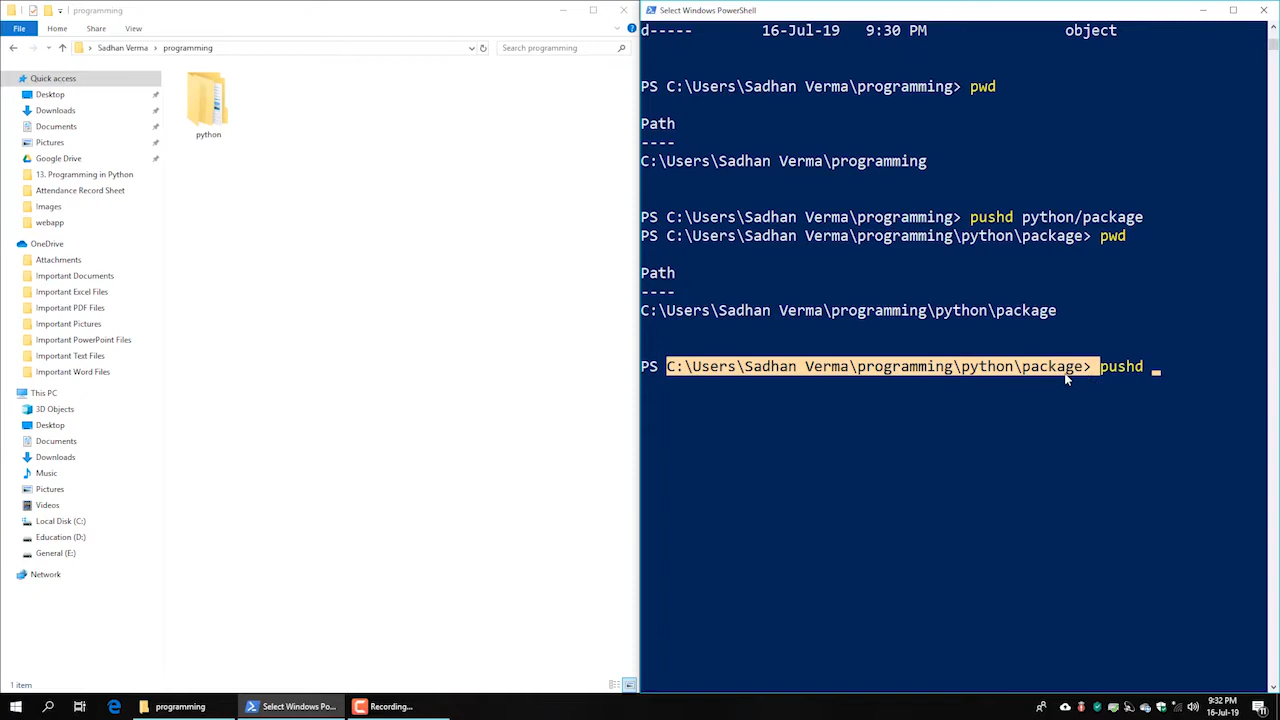 programming
File
Home
Share
View
Sadhan Verma
programming
Search programming
Quick access
Desktop
Downloads
Documents
Pictures
Google Drive
13. Programming in Python
Attendance Record Sheet
Images
webapp
OneDrive
Attachments
Important Documents
Important Excel Files
Important PDF Files
Important Pictures
Important PowerPoint Files
Important Text Files
Important Word Files
This PC
3D Objects
Desktop
Documents
Downloads
Music
Pictures
Videos
Local Disk (C:)
Education (D:)
General (E:)
Network
python
1 item
Select Windows PowerShell
d----- 16-Jul-19 9:30 PM object
PS C:\Users\Sadhan Verma\programming> pwd
Path
----
C:\Users\Sadhan Verma\programming
PS C:\Users\Sadhan Verma\programming> pushd python/package
PS C:\Users\Sadhan Verma\programming\python\package> pwd
Path
----
C:\Users\Sadhan Verma\programming\python\package
PS C:\Users\Sadhan Verma\programming\python\package> pushd
programming
Select Windows Po...
Recording...
9:32 PM
16-Jul-19